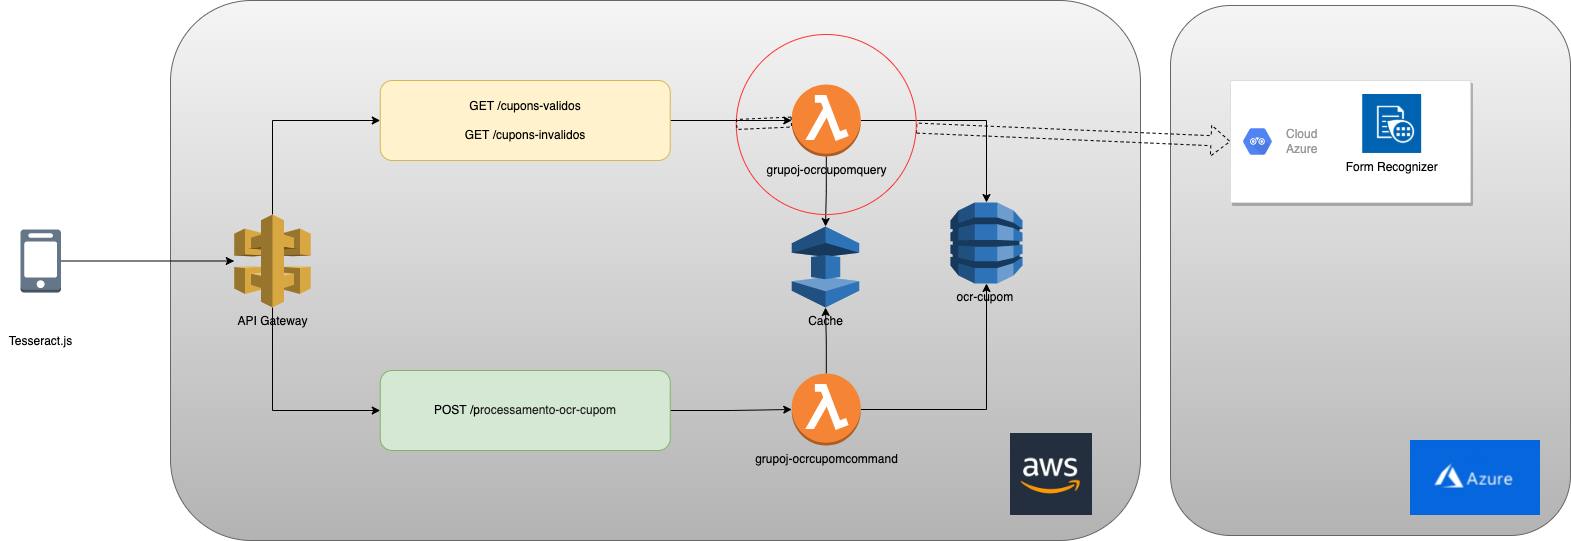 GET /cupons-validos
GET /cupons-invalidos
grupoj-ocrcupomquery
Cloud
Azure
Form Recognizer
Tesseract.js
API Gateway
Cache
ocr-cupom
POST /processamento-ocr-cupom
grupoj-ocrcupomcommand
aws
Azure